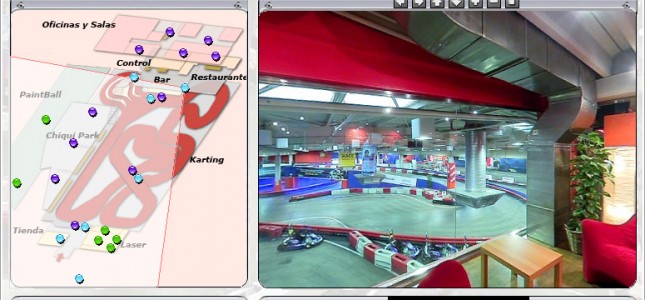 Oficinas y Salas
Control
Bar
Restaurante
PaintBall
Chiqui Park
Karting
Tienda
Laser